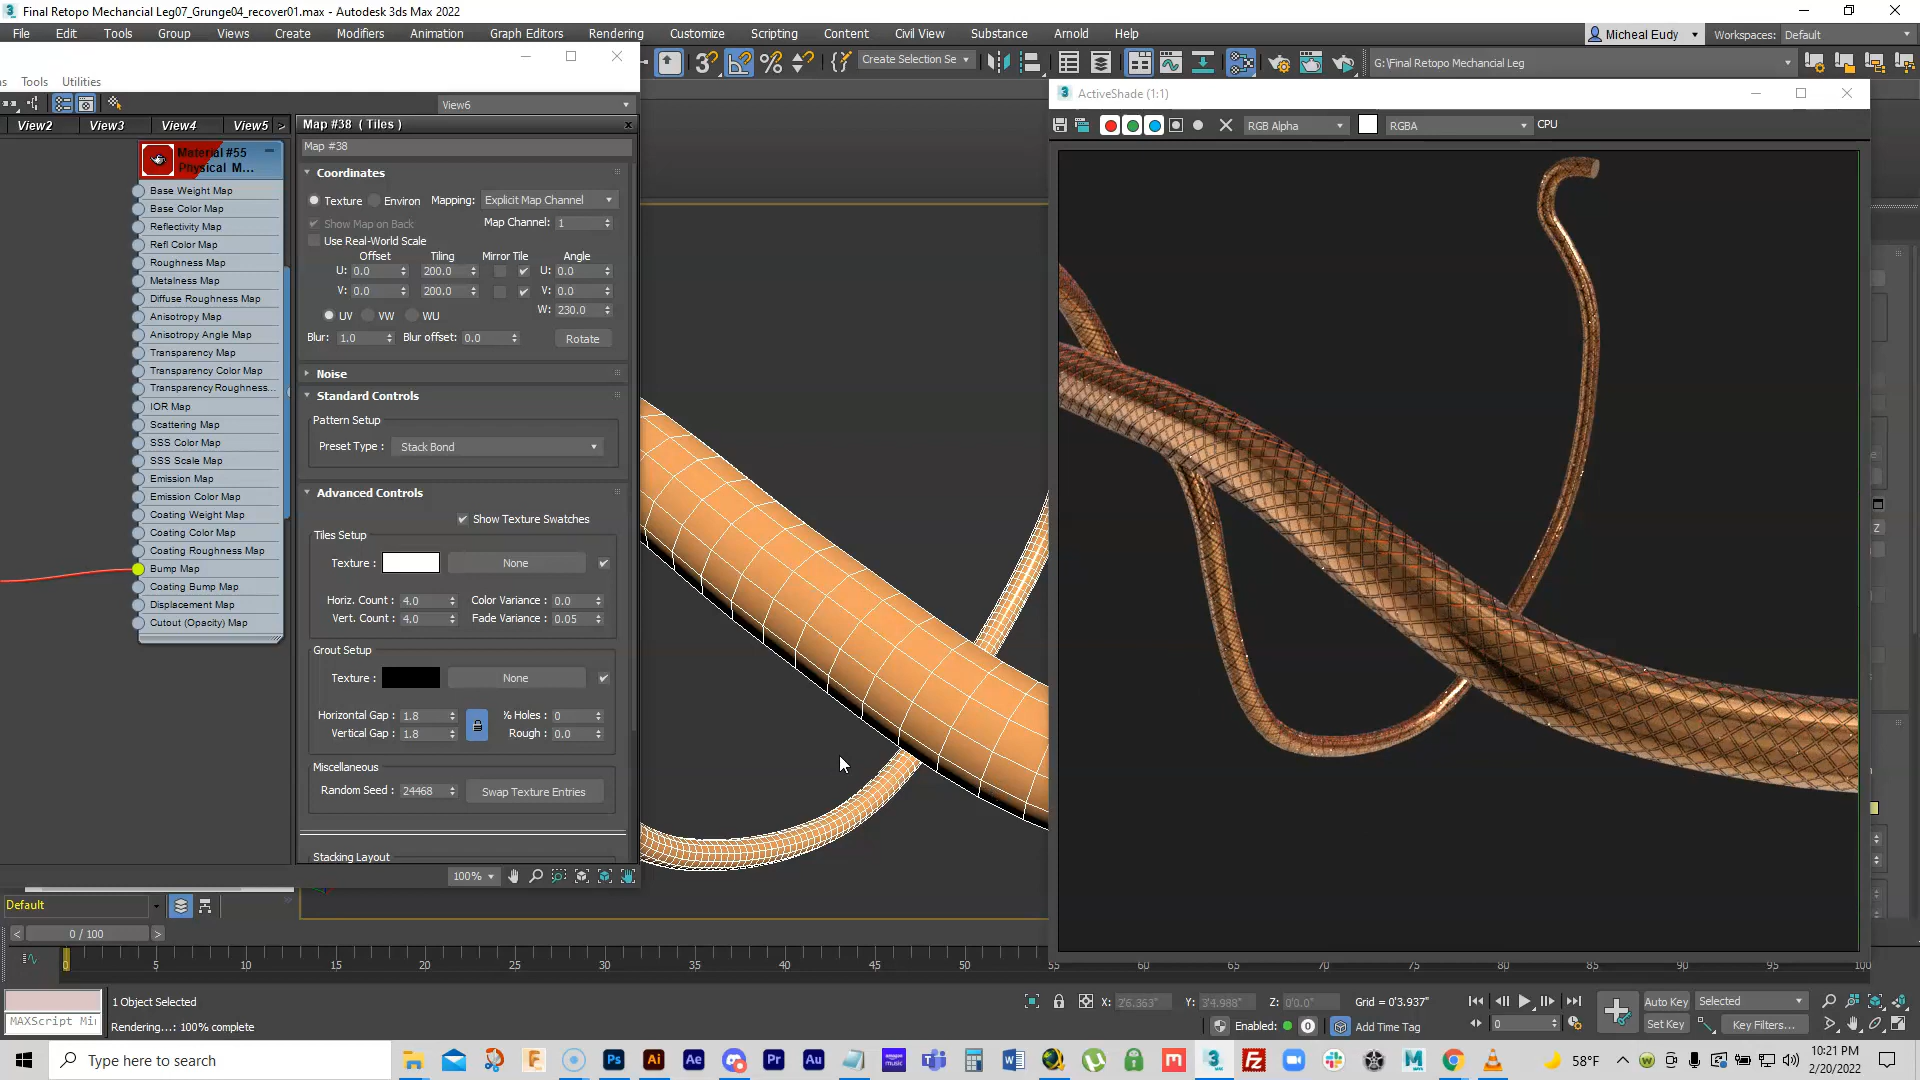 Final Retopo Mechancial Leg07_Grunge04_recover01.max - Autodesk 3ds Max 2022
File Edit Tools Group Views Create Modifiers Animation Graph Editors Rendering Customize Scripting Content Civil View Substance Arnold Help
Micheal Eudy Workspaces: Default
Create Selection Se
G:\Final Retopo Mechancial Leg
Tools Utilities
View6
View2 View3 View4 View5 >
Map #38 ( Tiles )
Map #38
Material #55
Physical M...
Base Weight Map
Base Color Map
Reflectivity Map
Refl Color Map
Roughness Map
Metalness Map
Diffuse Roughness Map
Anisotropy Map
Anisotropy Angle Map
Transparency Map
Transparency Color Map
Transparency Roughness...
IOR Map
Scattering Map
SSS Color Map
SSS Scale Map
Emission Map
Emission Color Map
Coating Weight Map
Coating Color Map
Coating Roughness Map
Bump Map
Coating Bump Map
Displacement Map
Cutout (Opacity) Map
Coordinates
Texture Environ Mapping: Explicit Map Channel
Show Map on Back Map Channel: 1
Use Real-World Scale
Offset Tiling Mirror Tile Angle
U: 0.0 200.0 U: 0.0
V: 0.0 200.0 V: 0.0
W: 230.0
UV VW WU
Blur: 1.0 Blur offset: 0.0 Rotate
Noise
Standard Controls
Pattern Setup
Preset Type : Stack Bond
Advanced Controls
Show Texture Swatches
Tiles Setup
Texture : None
Horiz. Count : 4.0 Color Variance : 0.0
Vert. Count : 4.0 Fade Variance : 0.05
Grout Setup
Texture : None
Horizontal Gap : 1.8 % Holes : 0
Vertical Gap : 1.8 Rough : 0.0
Miscellaneous
Random Seed : 24468 Swap Texture Entries
Stacking Layout
100%
ActiveShade (1:1)
RGB Alpha RGBA CPU
Z
Default
< 0 / 100 >
0 5 10 15 20 25 30 35 40 45 50 55 60 65 70 75 80 85 90 95 100
1 Object Selected
MAXScript Mi
Rendering...: 100% complete
X: 2'6.363" Y: 3'4.988" Z: 0'0.0" Grid = 0'3.937"
Enabled: 0 Add Time Tag
Auto Key Selected
0 Set Key Key Filters...
Type here to search
58°F
10:21 PM
2/20/2022